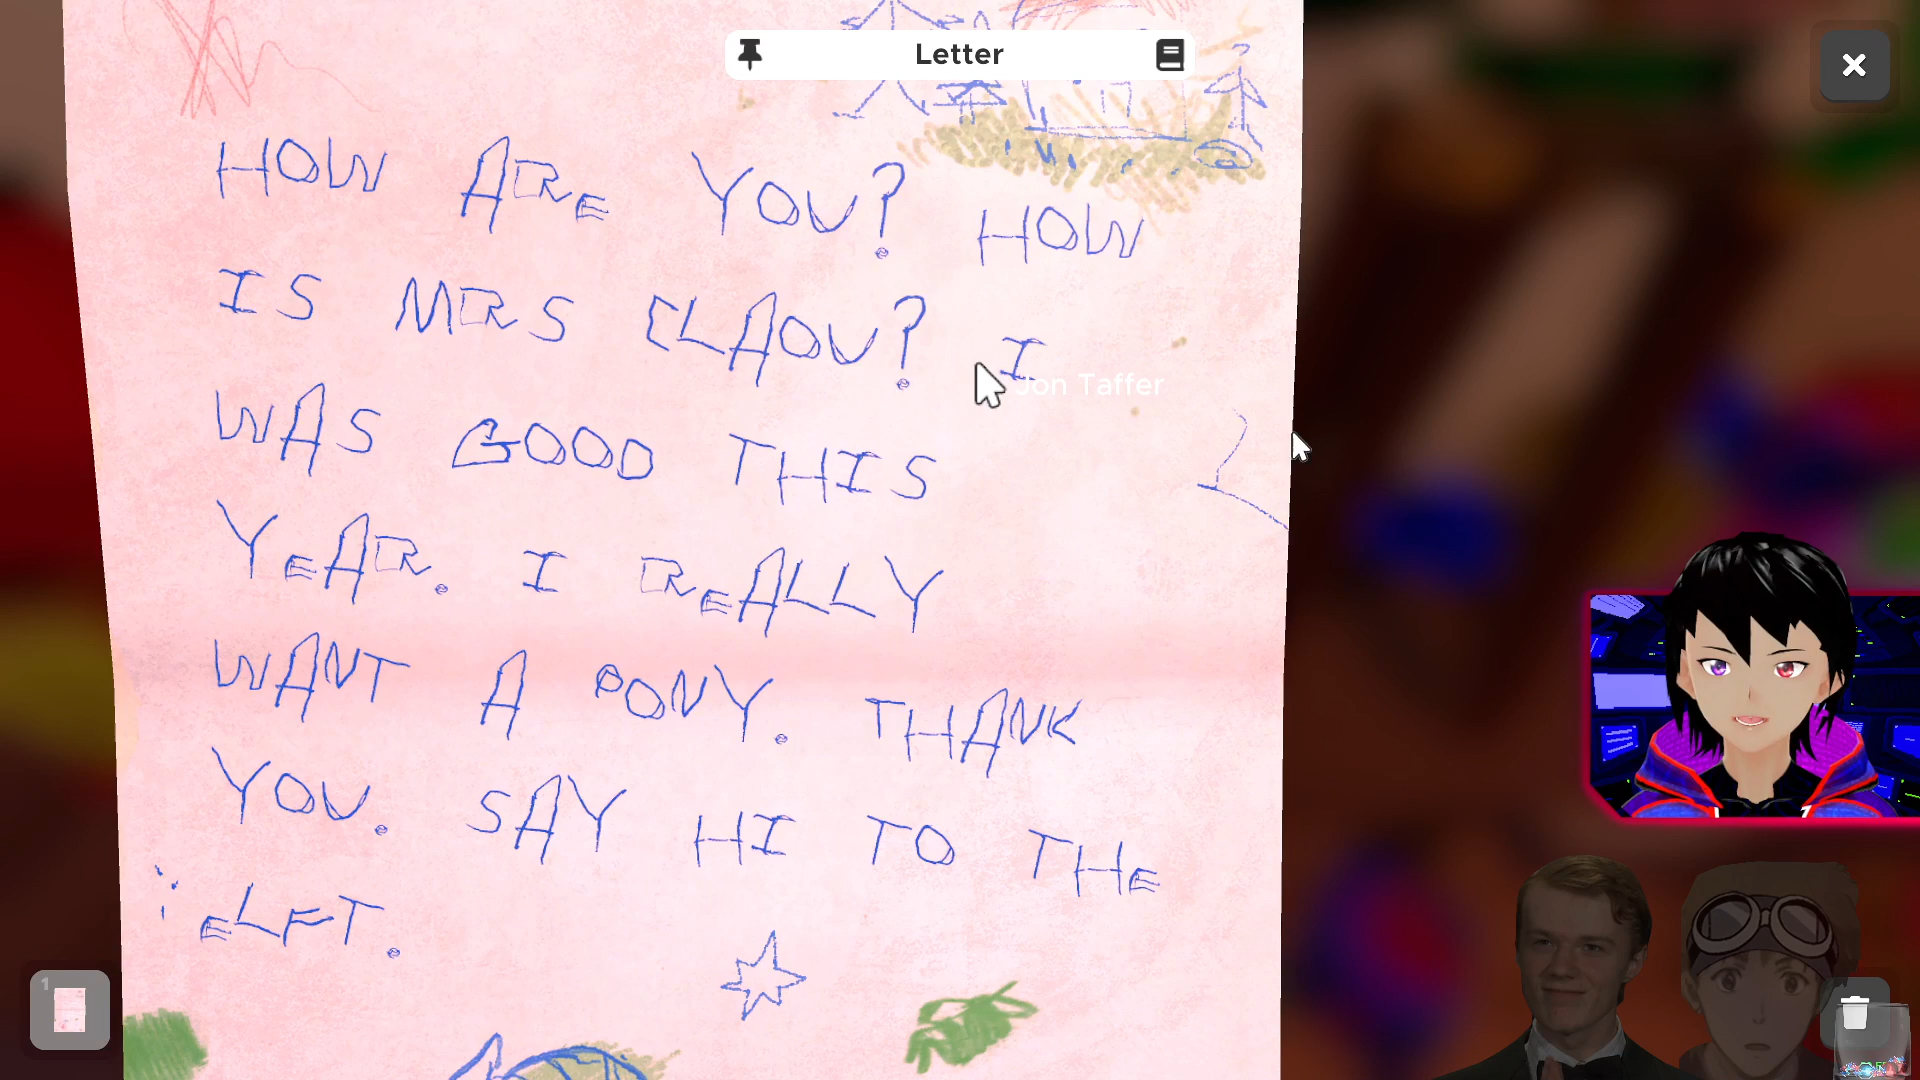 Letter
HOW ARE YOU? HOW
IS MRS CLAOU? I
Jon Taffer
WAS GOOD THIS
YEAR. I REALLY
WANT A PONY. THANK
YOU. SAY HI TO THE
ELFT.
1